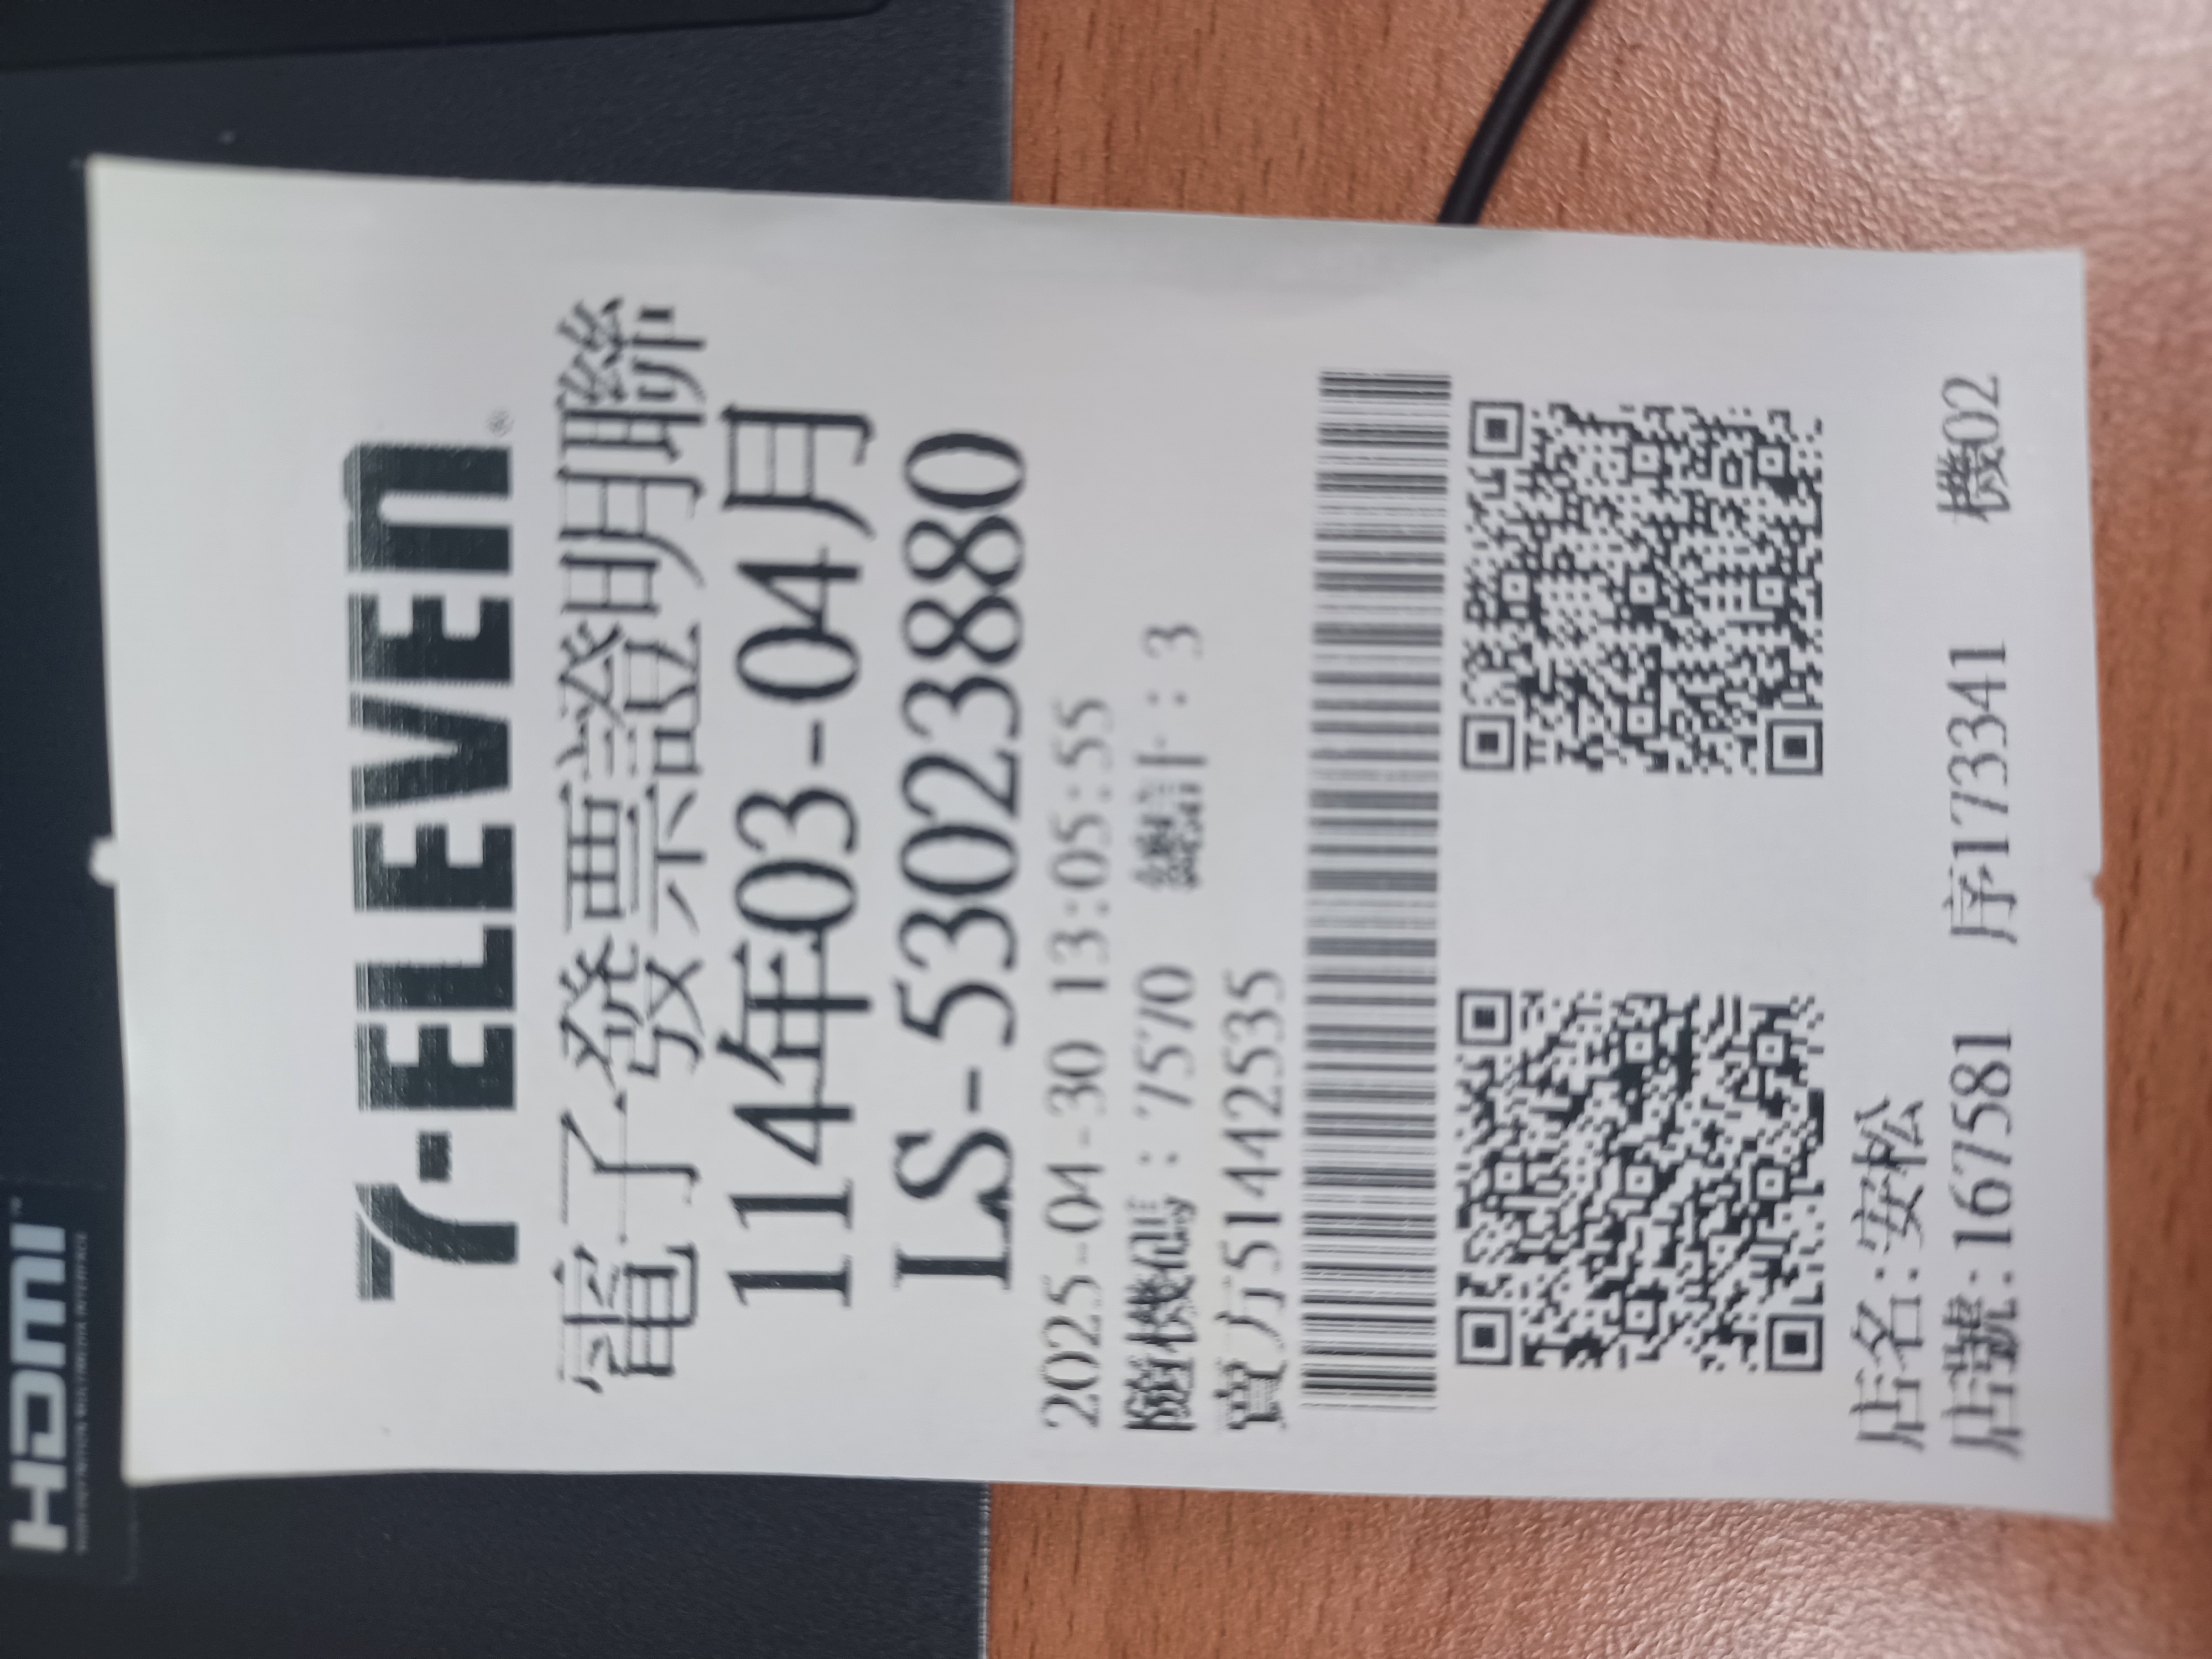 HDMI™
HIGH-DEFINITION MULTIMEDIA INTERFACE
7-ELEVEN®
電子發票證明聯
114年03-04月
LS-53023880
2025-04-30 13:05:55
隨機碼：7570 總計：3
賣方51442535
店名:安松
店號:167581 序173341 機02